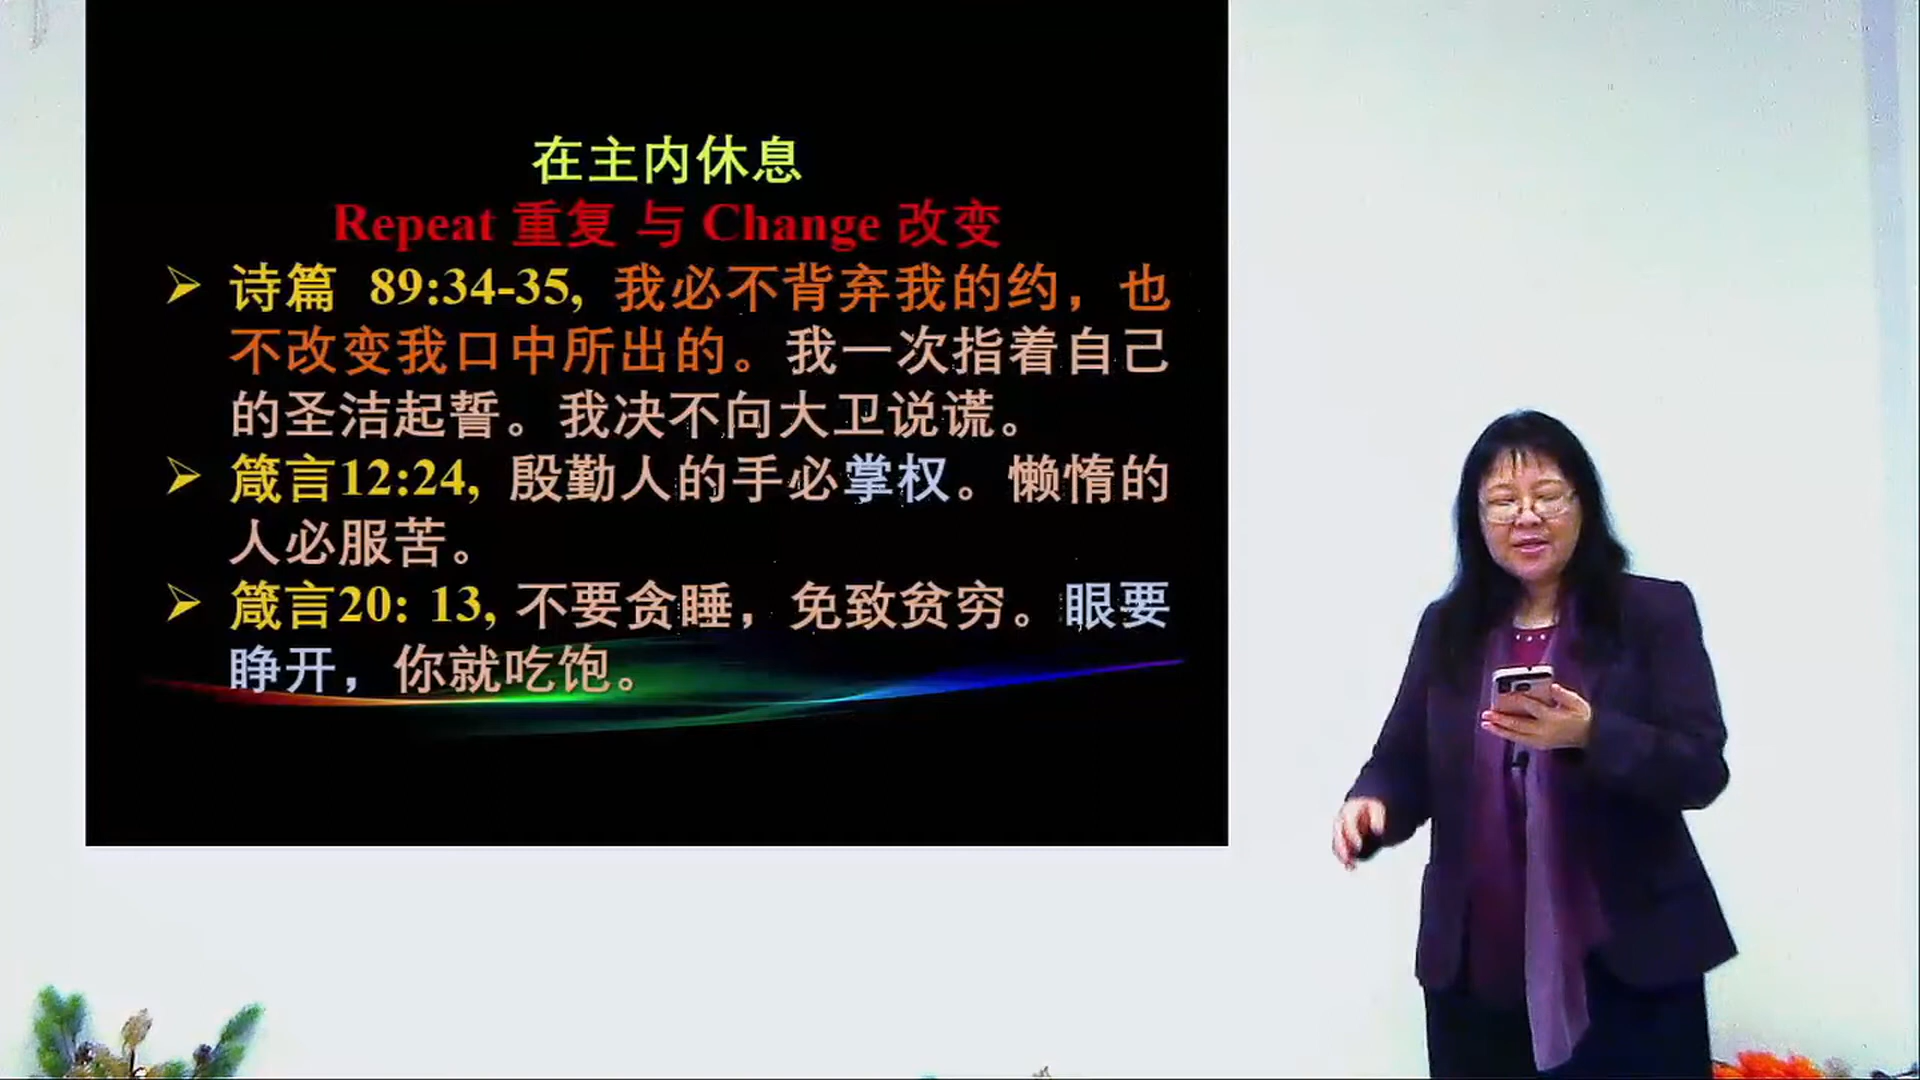 在主内休息
Repeat 重复 与 Change 改变
诗篇 89:34-35, 我必不背弃我的约，也
不改变我口中所出的。我一次指着自己
的圣洁起誓。我决不向大卫说谎。
箴言12:24, 殷勤人的手必掌权。懒惰的
人必服苦。
箴言20: 13, 不要贪睡，免致贫穷。眼要
睁开，你就吃饱。